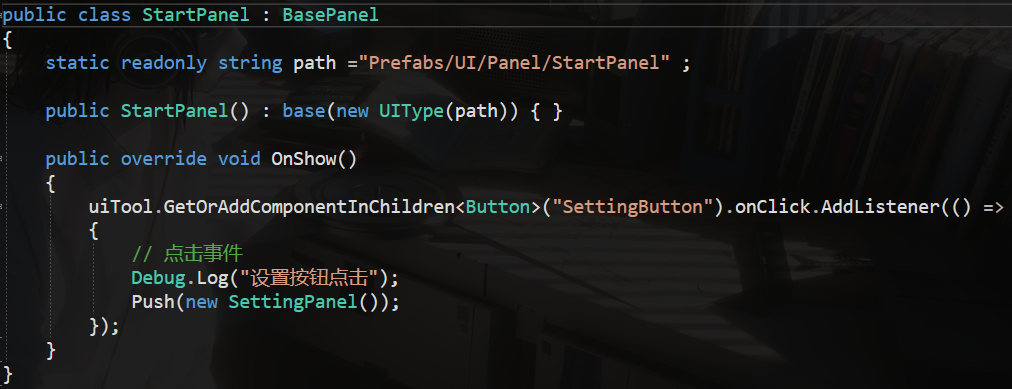 public class StartPanel : BasePanel
{
static readonly string path ="Prefabs/UI/Panel/StartPanel" ;
public StartPanel() : base(new UIType(path)) { }
public override void OnShow()
{
uiTool.GetOrAddComponentInChildren<Button>("SettingButton").onClick.AddListener(() =>
{
// 点击事件
Debug.Log("设置按钮点击");
Push(new SettingPanel());
});
}
}